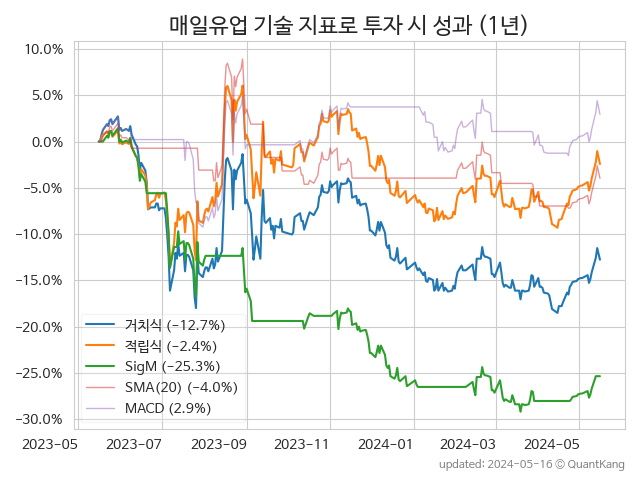 매일유업 기술 지표로 투자 시 성과 (1년)
10.0%
5.0%
0.0%
−5.0%
−10.0%
−15.0%
−20.0%
−25.0%
−30.0%
거치식 (−12.7%)
적립식 (−2.4%)
SigM (−25.3%)
SMA(20) (−4.0%)
MACD (2.9%)
2023-05 2023-07 2023-09 2023-11 2024-01 2024-03 2024-05
updated: 2024-05-16 © QuantKang